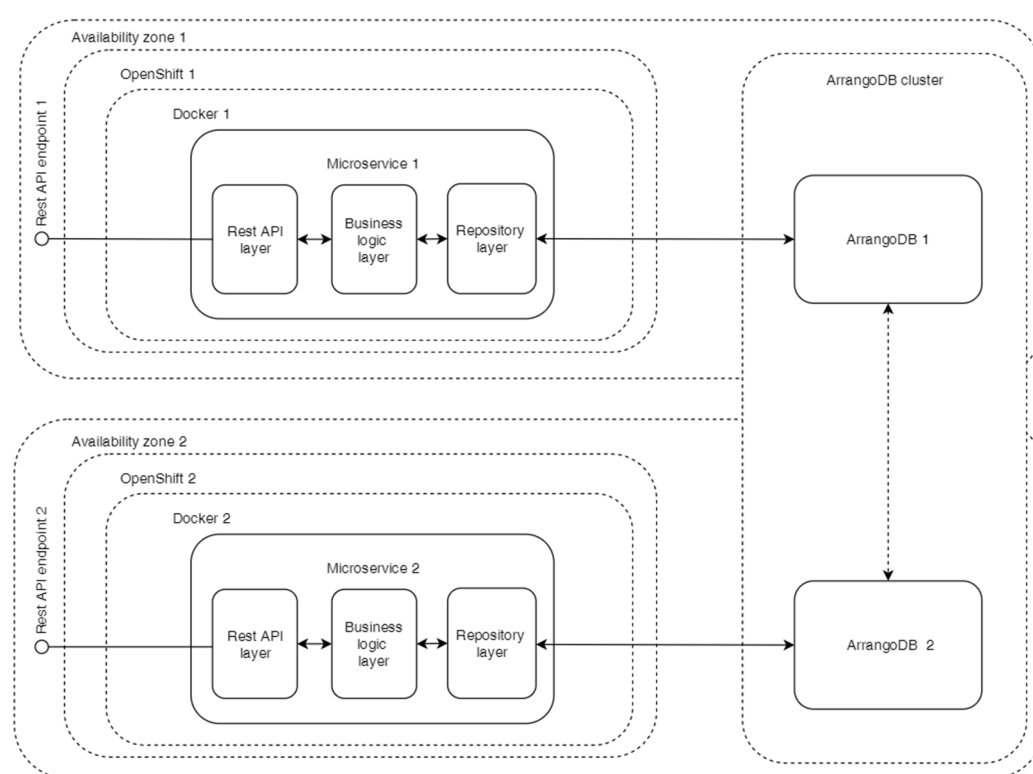 Availability zone 1
OpenShift 1
Docker 1
Microservice 1
Rest API endpoint 1
Rest API
layer
Business
logic
layer
Repository
layer
ArrangoDB cluster
ArrangoDB 1
Availability zone 2
OpenShift 2
Docker 2
Microservice 2
Rest API endpoint 2
Rest API
layer
Business
logic
layer
Repository
layer
ArrangoDB 2